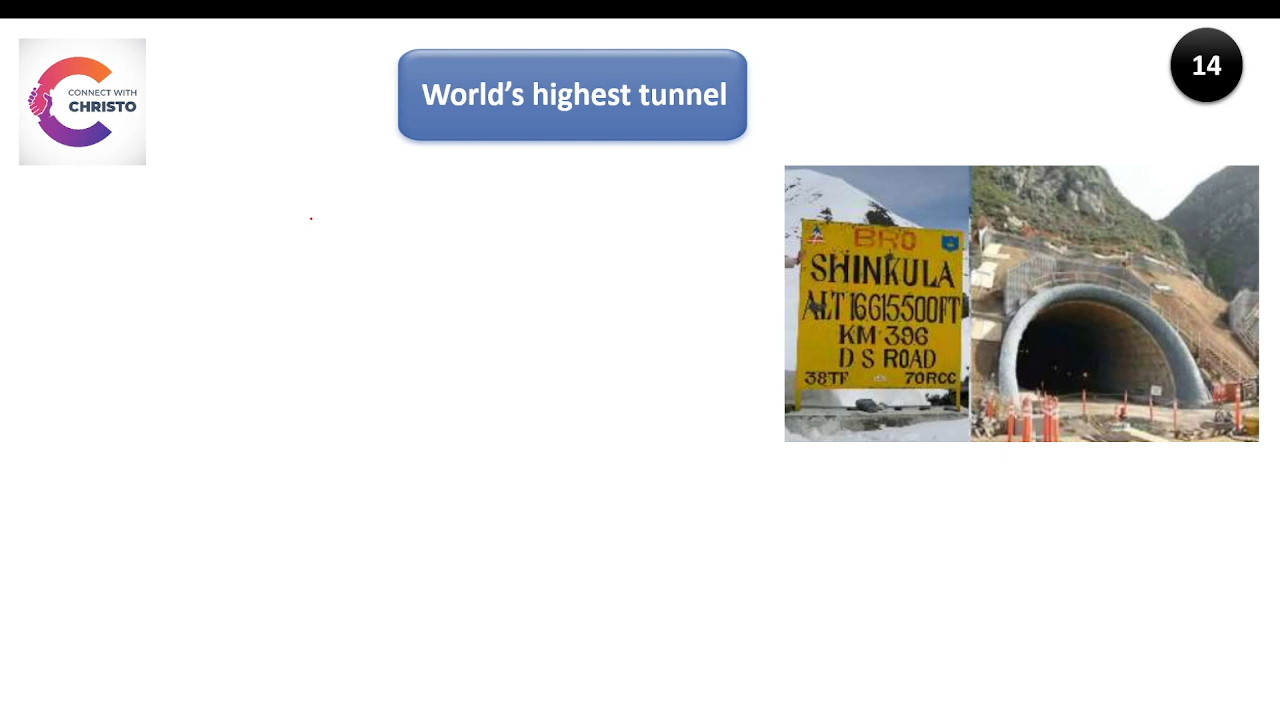 CONNECT WITH
CHRISTO
World's highest tunnel
14
BRO
SHINKULA
ALT 16615500FT
KM 396
D S ROAD
38TF 70RCC